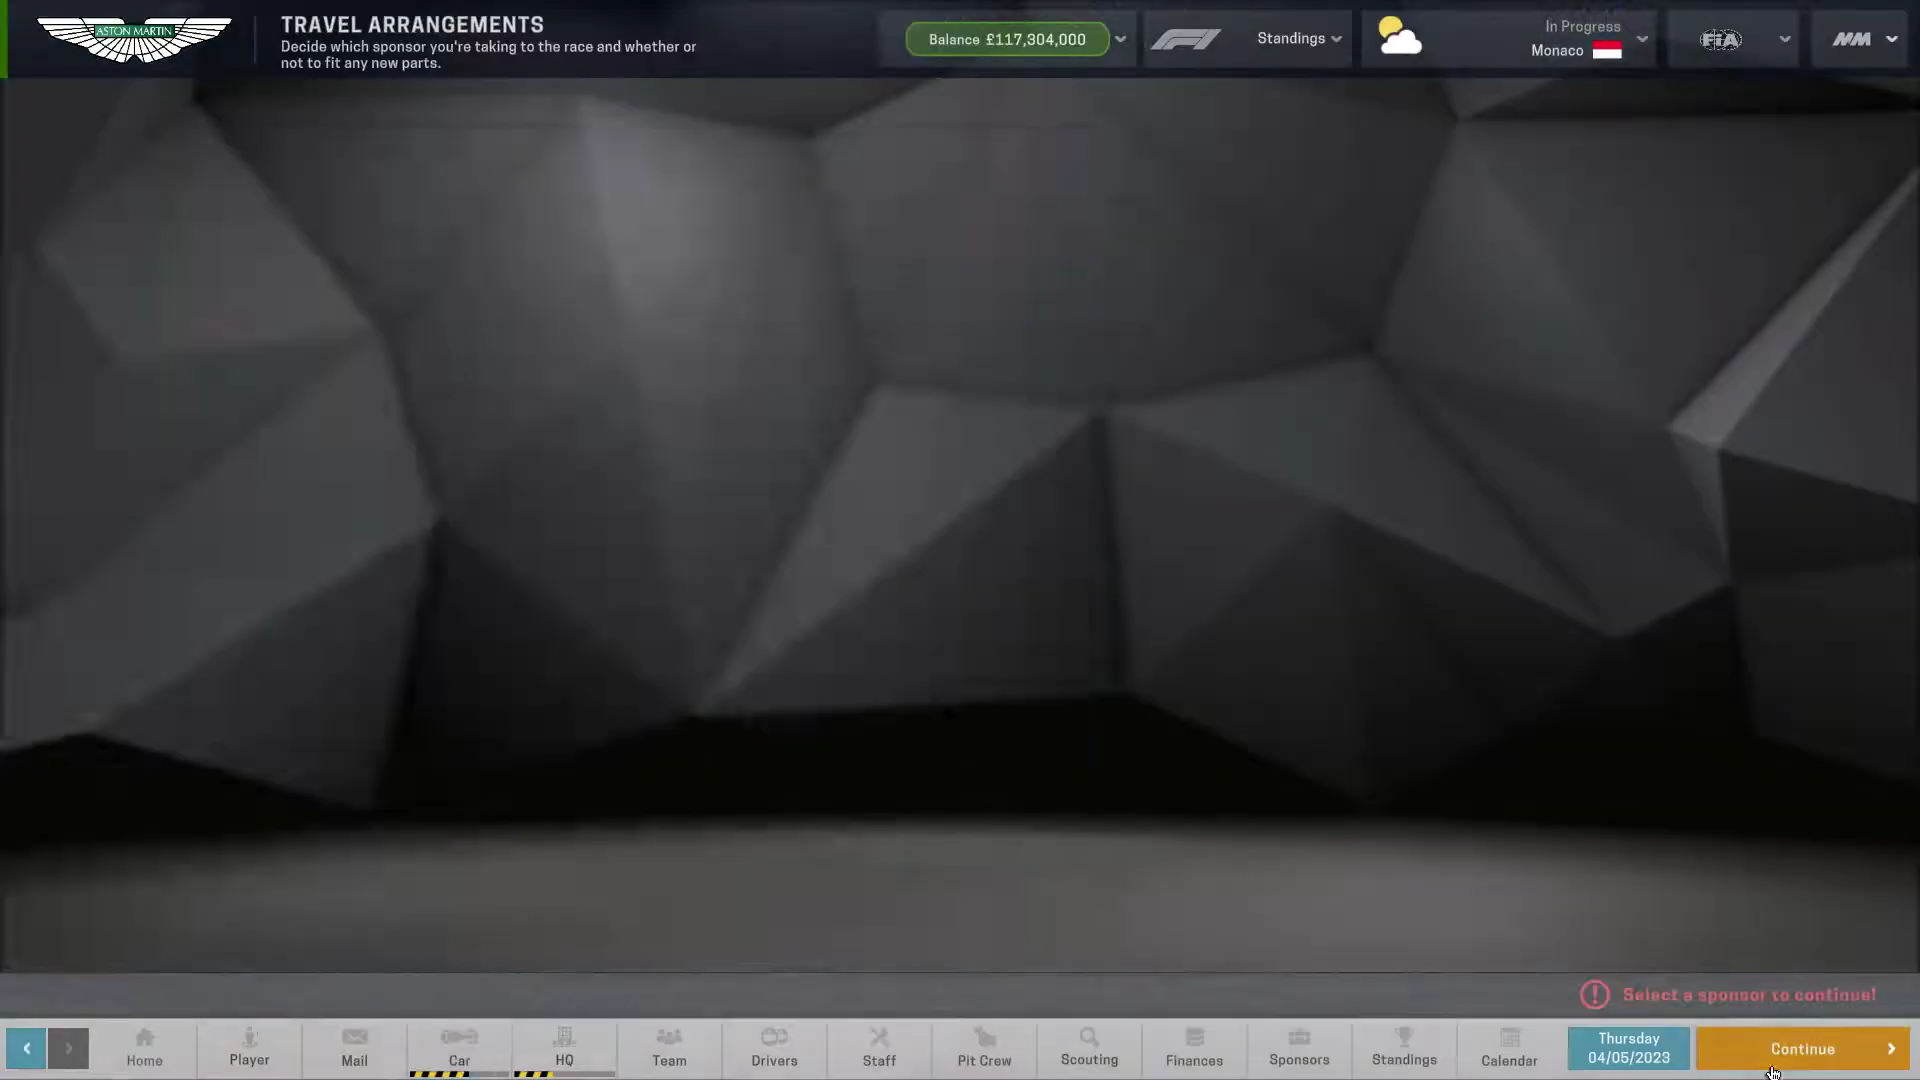 ASTON MARTIN
TRAVEL ARRANGEMENTS
Decide which sponsor you're taking to the race and whether or
not to fit any new parts.
Balance £117,304,000
F1
Standings
In Progress
Monaco
FIA
MM
Select a sponsor to continue!
Home
Player
Mail
Car
HQ
Team
Drivers
Staff
Pit Crew
Scouting
Finances
Sponsors
Standings
Calendar
Thursday
04/05/2023
Continue